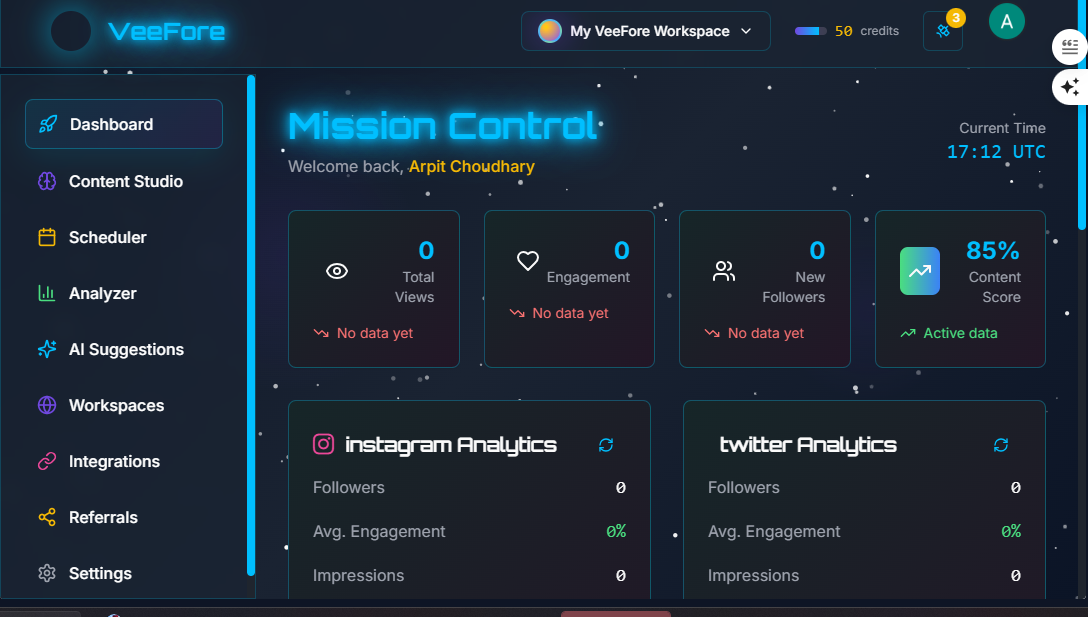 VeeFore
My VeeFore Workspace
50 credits
3
A
Dashboard
Content Studio
Scheduler
Analyzer
AI Suggestions
Workspaces
Integrations
Referrals
Settings
Mission Control
Welcome back, Arpit Choudhary
Current Time
17:12 UTC
0
Total
Views
No data yet
0
Engagement
No data yet
0
New
Followers
No data yet
85%
Content
Score
Active data
instagram Analytics
Followers 0
Avg. Engagement 0%
Impressions 0
twitter Analytics
Followers 0
Avg. Engagement 0%
Impressions 0